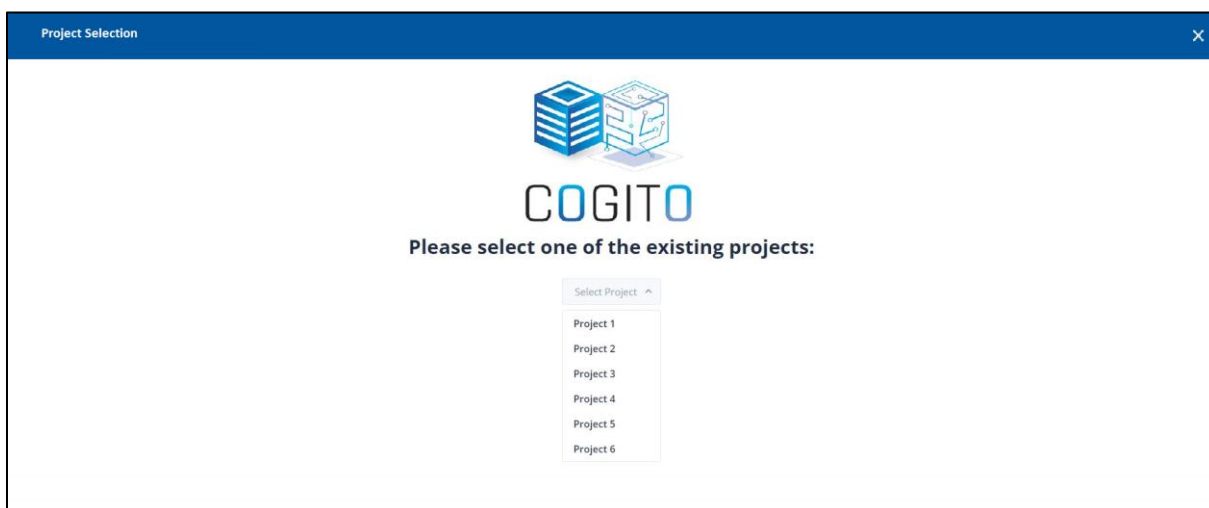 Project Selection
COGITO
Please select one of the existing projects:
Select Project
Project 1
Project 2
Project 3
Project 4
Project 5
Project 6